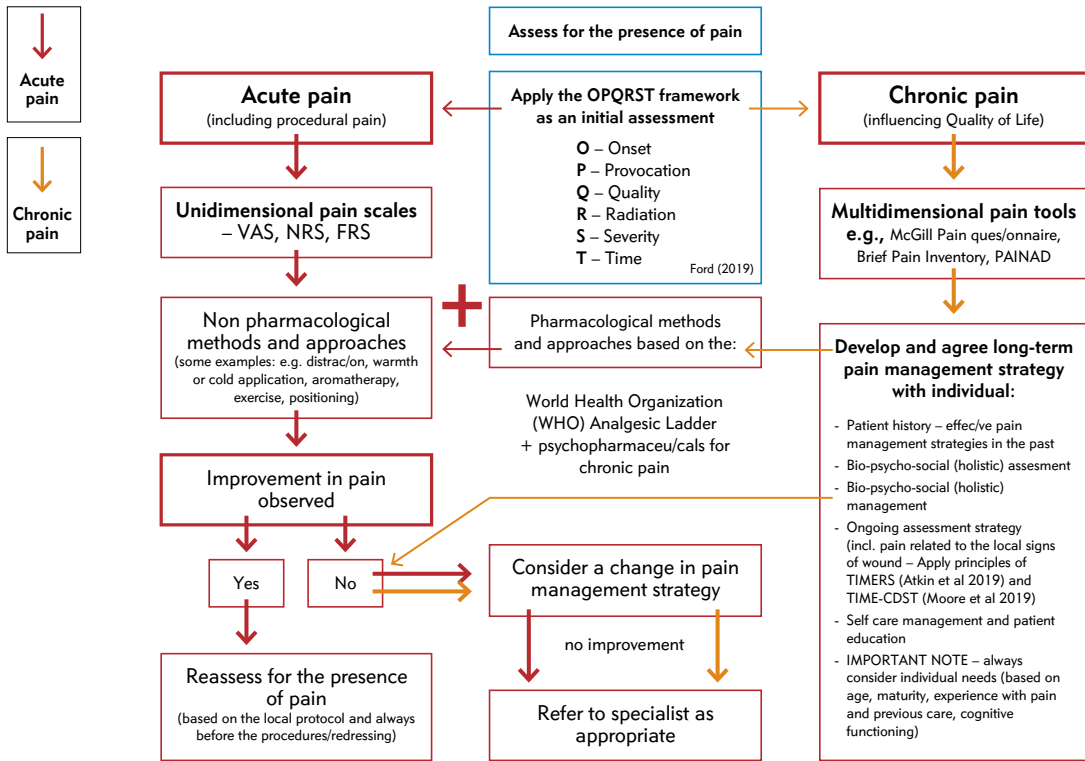 Acute
pain
Chronic
pain
Assess for the presence of pain
Apply the OPQRST framework
as an initial assessment
O – Onset
P – Provocation
Q – Quality
R – Radiation
S – Severity
T – Time
Ford (2019)
Acute pain
(including procedural pain)
Unidimensional pain scales
– VAS, NRS, FRS
Non pharmacological
methods and approaches
(some examples: e.g. distrac/on, warmth
or cold application, aromatherapy,
exercise, positioning)
Improvement in pain
observed
Yes
No
Reassess for the presence
of pain
(based on the local protocol and always
before the procedures/redressing)
Pharmacological methods
and approaches based on the:
World Health Organization
(WHO) Analgesic Ladder
+ psychopharmaceu/cals for
chronic pain
Consider a change in pain
management strategy
no improvement
Refer to specialist as
appropriate
Chronic pain
(influencing Quality of Life)
Multidimensional pain tools
e.g., McGill Pain ques/onnaire,
Brief Pain Inventory, PAINAD
Develop and agree long-term
pain management strategy
with individual:
- Patient history – effec/ve pain
management strategies in the past
- Bio-psycho-social (holistic) assesment
- Bio-psycho-social (holistic)
management
- Ongoing assessment strategy
(incl. pain related to the local signs
of wound – Apply principles of
TIMERS (Atkin et al 2019) and
TIME-CDST (Moore et al 2019)
- Self care management and patient
education
- IMPORTANT NOTE – always
consider individual needs (based on
age, maturity, experience with pain
and previous care, cognitive
functioning)